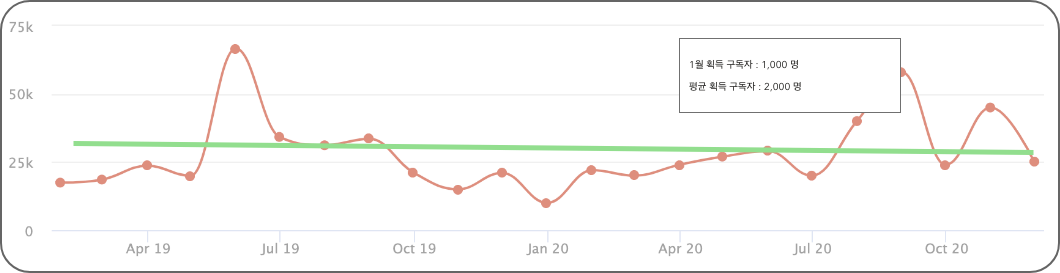 75k
1월 획득 구독자 : 1,000 명
평균 획득 구독자 : 2,000 명
50k
25k
0
Apr 19 Jul 19 Oct 19 Jan 20 Apr 20 Jul 20 Oct 20